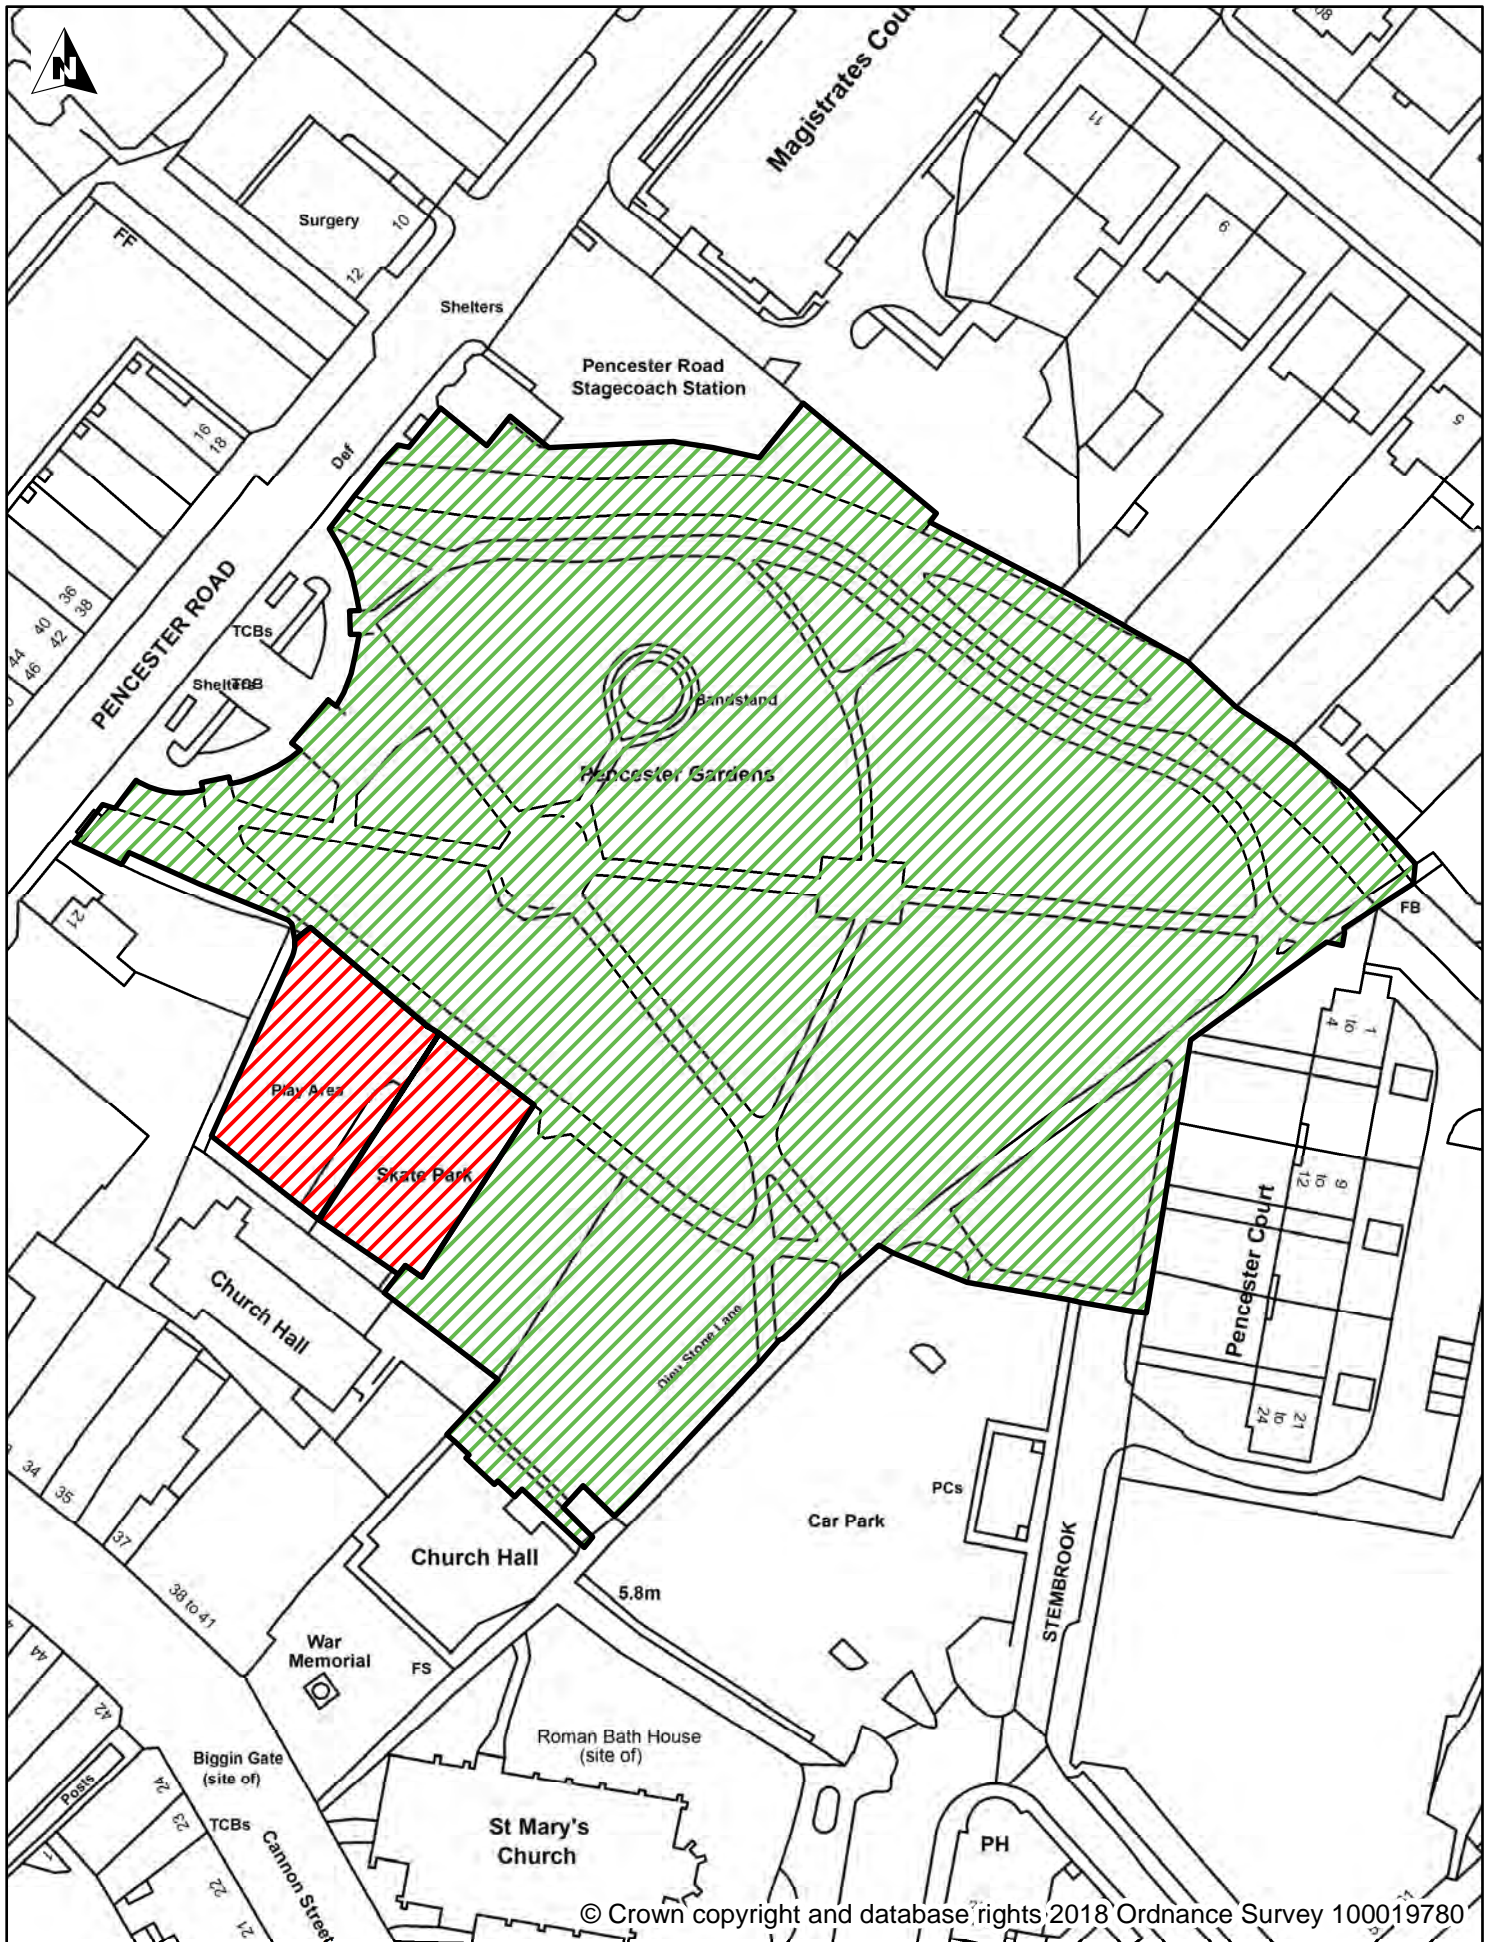 N
Magistrates Cou
08
11
9
5
Surgery
10
12
FF
Shelters
Pencester Road
Stagecoach Station
16
18
Def
PENCESTER ROAD
36
38
40
42
44
46
TCBs
Shelters
TCB
Bandstand
Pencester Gardens
21
FB
Play Area
Skate Park
1
to
4
9
to
12
Pencester Court
21
to
24
Church Hall
Dieu Stone Lane
34
35
37
38 to 41
PCs
Car Park
STEMBROOK
Church Hall
5.8m
War
Memorial
FS
44
42
Roman Bath House
(site of)
Biggin Gate
(site of)
Posts
24
23
TCBs
22
21
1
Cannon Street
St Mary's
Church
PH
© Crown copyright and database rights 2018 Ordnance Survey 100019780